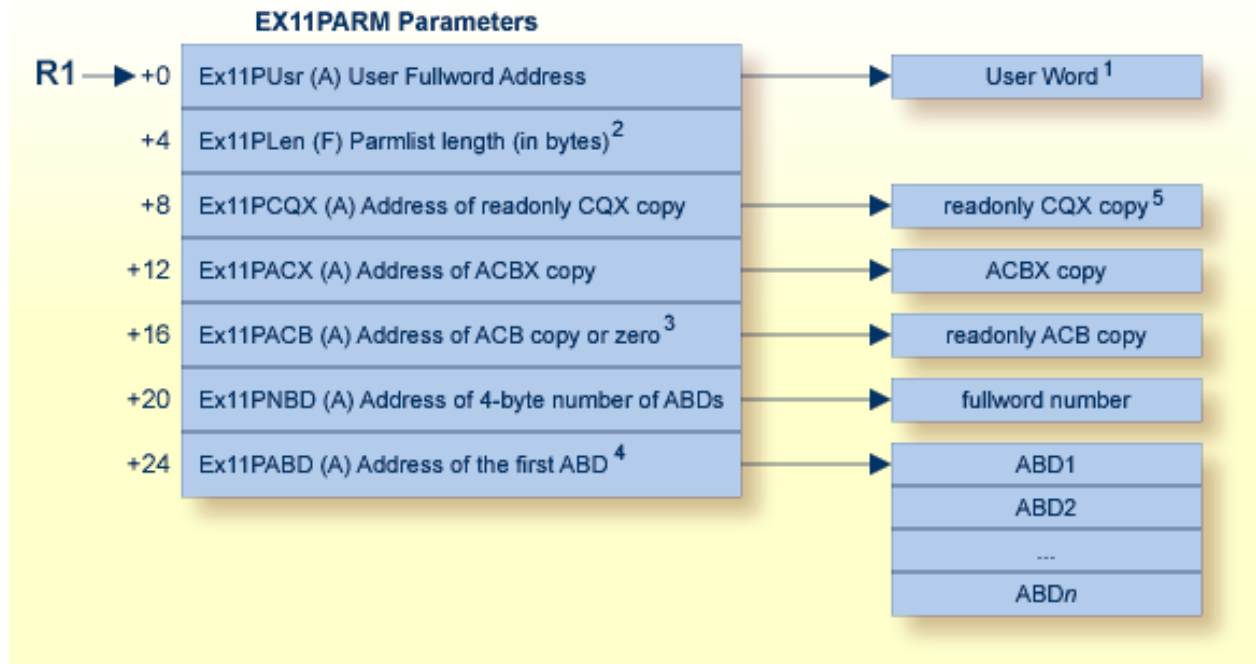 EX11PARM Parameters
R1 +0 Ex11PUsr (A) User Fullword Address User Word 1
+4 Ex11PLen (F) Parmlist length (in bytes) 2
+8 Ex11PCQX (A) Address of readonly CQX copy readonly CQX copy 5
+12 Ex11PACX (A) Address of ACBX copy ACBX copy
+16 Ex11PACB (A) Address of ACB copy or zero 3 readonly ACB copy
+20 Ex11PNBD (A) Address of 4-byte number of ABDs fullword number
+24 Ex11PABD (A) Address of the first ABD 4 ABD1
ABD2
...
ABDn